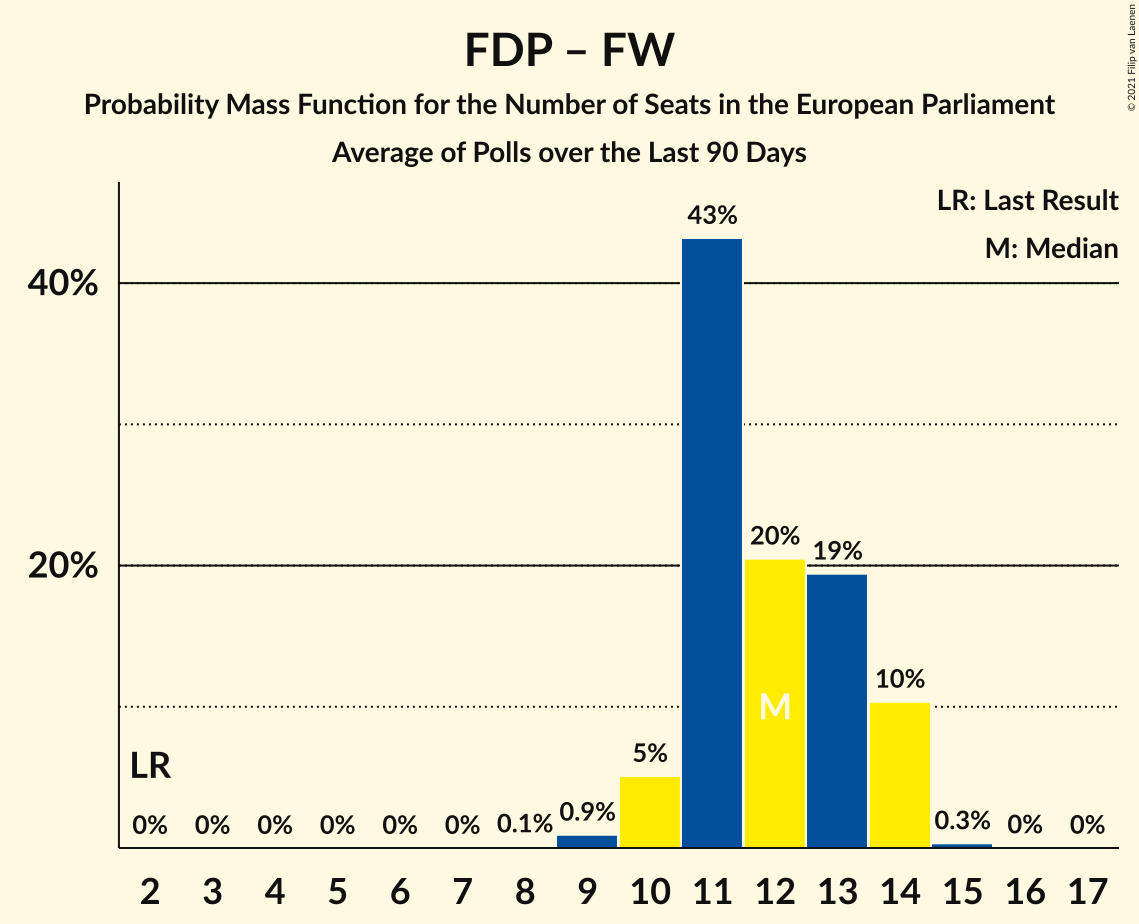 FDP – FW
Probability Mass Function for the Number of Seats in the European Parliament
Average of Polls over the Last 90 Days
© 2021 Filip van Laenen
LR: Last Result
M: Median
43%
40%
20%
20%
19%
10%
M
5%
LR
0% 0% 0% 0% 0% 0% 0.1% 0.9% 0.3% 0% 0%
2 3 4 5 6 7 8 9 10 11 12 13 14 15 16 17